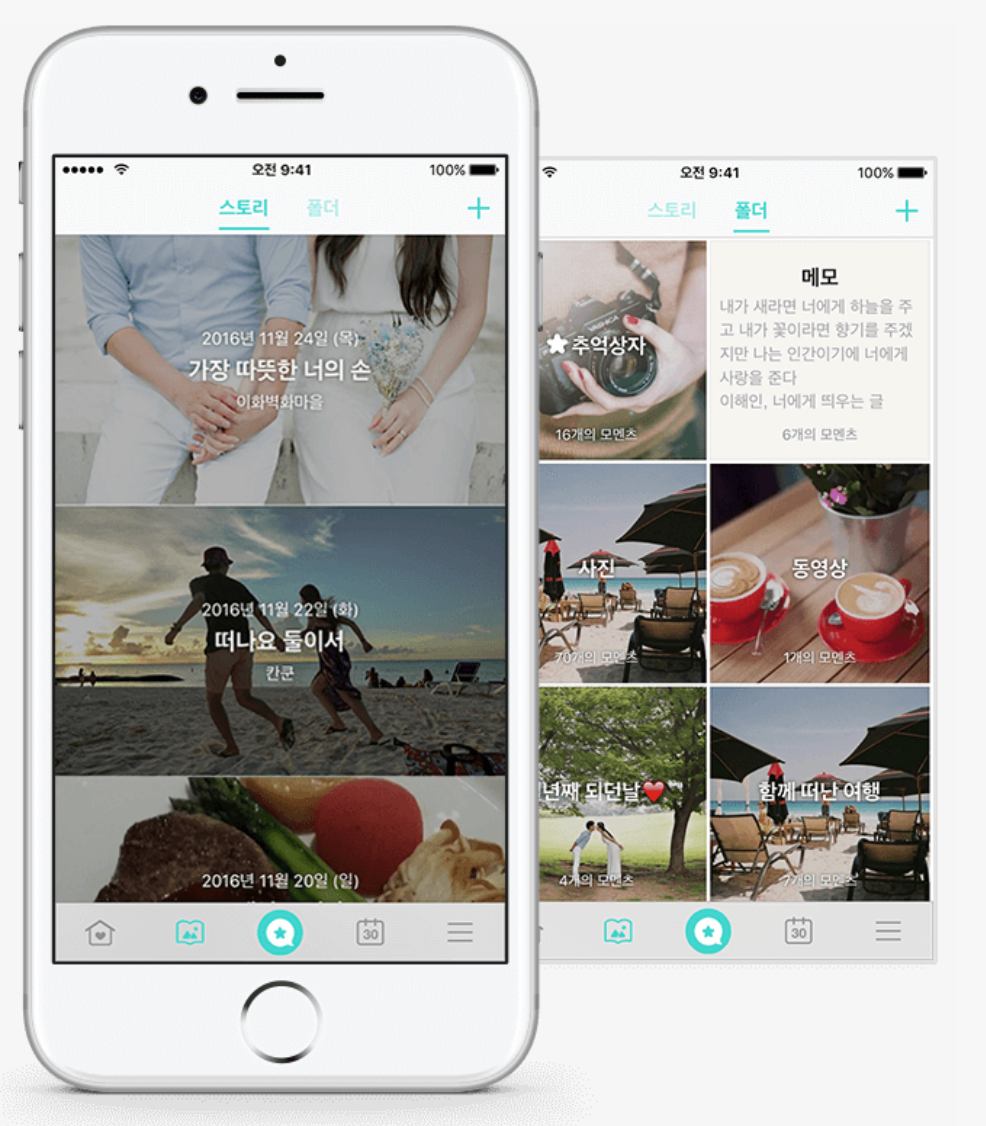 오전 9:41
100%
스토리
폴더
2016년 11월 24일 (목)
가장 따뜻한 너의 손
이화벽화마을
2016년 11월 22일 (화)
떠나요 둘이서
칸쿤
2016년 11월 20일 (일)
30
오전 9:41
100%
스토리
폴더
추억상자
16개의 모멘츠
메모
내가 새라면 너에게 하늘을 주
고 내가 꽃이라면 향기를 주겠
지만 나는 인간이기에 너에게
사랑을 준다
이해인, 너에게 띄우는 글
6개의 모멘츠
YASHICA
사진
70개의 모멘츠
동영상
1개의 모멘츠
년째 되던날❤️
4개의 모멘츠
함께 떠난 여행
7개의 모멘츠
30